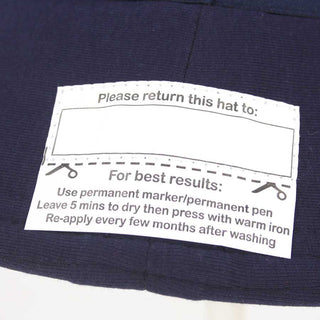 Please return this hat to:
For best results:
Use permanent marker/permanent pen
Leave 5 mins to dry then press with warm iron
Re-apply every few months after washing